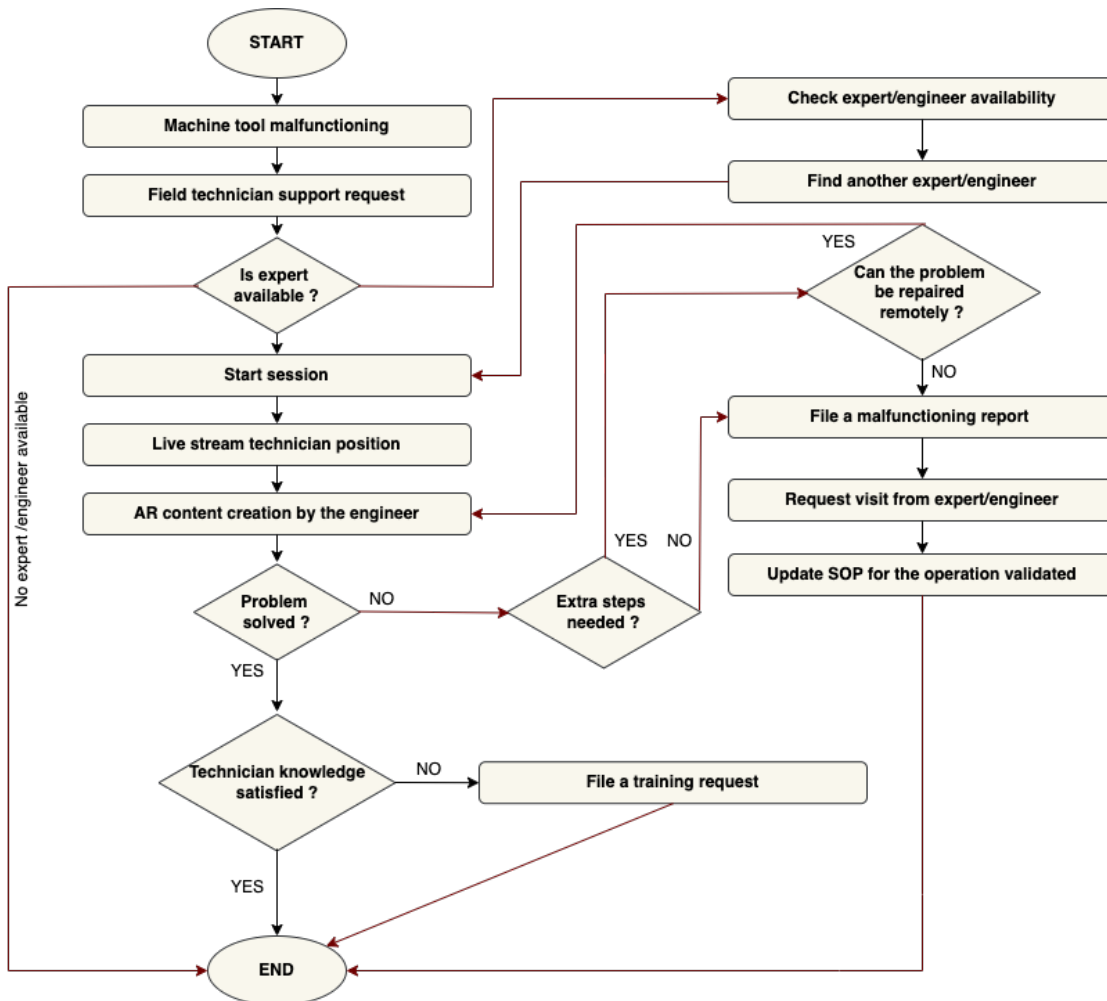 START
Machine tool malfunctioning
Field technician support request
Is expert
available ?
Start session
Live stream technician position
AR content creation by the engineer
Problem
solved ?
NO
YES
Technician knowledge
satisfied ?
NO
YES
END
No expert /engineer available
File a training request
Extra steps
needed ?
YES
NO
Check expert/engineer availability
Find another expert/engineer
YES
Can the problem
be repaired
remotely ?
NO
File a malfunctioning report
Request visit from expert/engineer
Update SOP for the operation validated